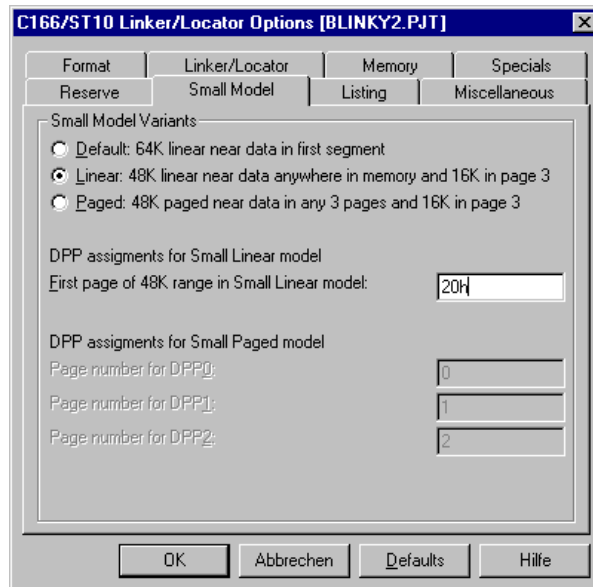 C166/ST10 Linker/Locator Options [BLINKY2.PJT]
Format Linker/Locator Memory Specials
Reserve Small Model Listing Miscellaneous
Small Model Variants
Default: 64K linear near data in first segment
Linear: 48K linear near data anywhere in memory and 16K in page 3
Paged: 48K paged near data in any 3 pages and 16K in page 3
DPP assigments for Small Linear model
First page of 48K range in Small Linear model: 20h
DPP assigments for Small Paged model
Page number for DPP0: 0
Page number for DPP1: 1
Page number for DPP2: 2
OK Abbrechen Defaults Hilfe